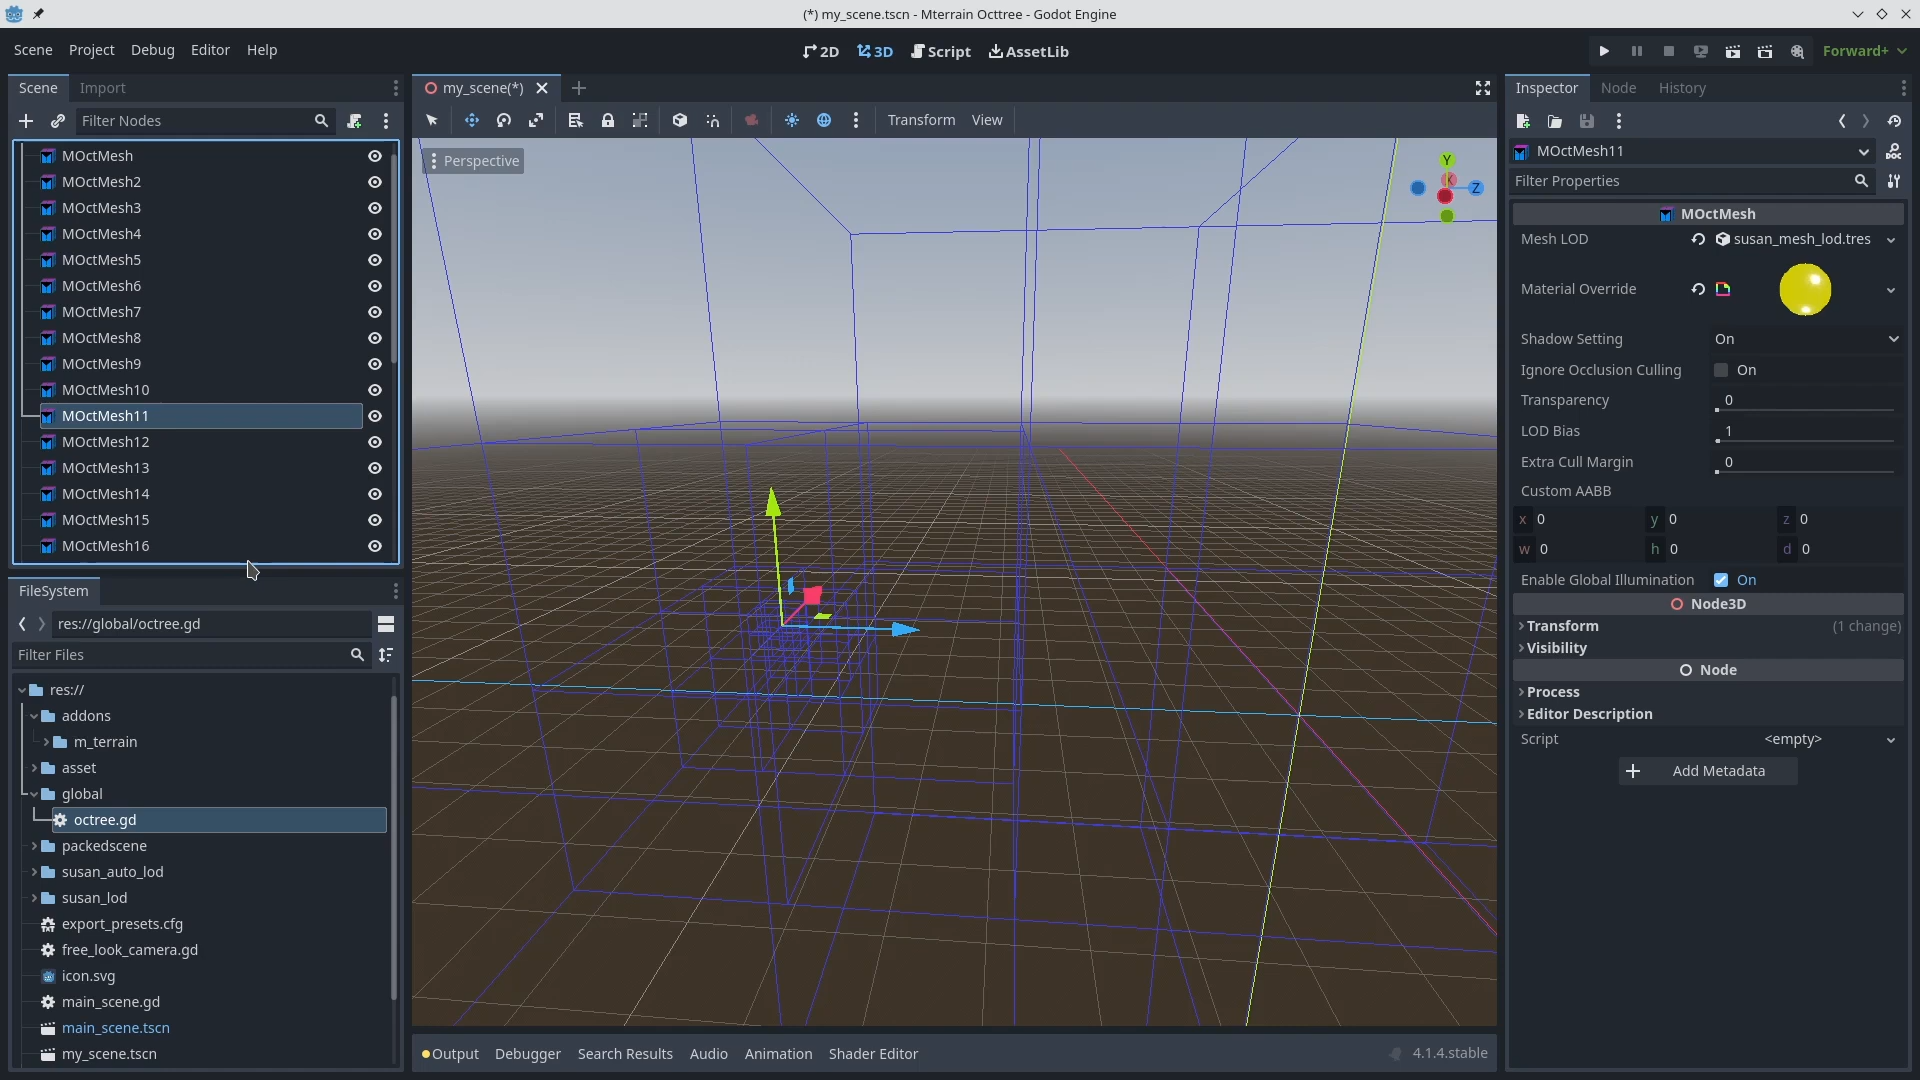 (*) my_scene.tscn - Mterrain Octtree - Godot Engine
Scene Project Debug Editor Help
2D 3D Script AssetLib
Forward+
Scene Import
Filter Nodes
MOctMesh
MOctMesh2
MOctMesh3
MOctMesh4
MOctMesh5
MOctMesh6
MOctMesh7
MOctMesh8
MOctMesh9
MOctMesh10
MOctMesh11
MOctMesh12
MOctMesh13
MOctMesh14
MOctMesh15
MOctMesh16
FileSystem
res://global/octree.gd
Filter Files
res://
addons
m_terrain
asset
global
octree.gd
packedscene
susan_auto_lod
susan_lod
export_presets.cfg
free_look_camera.gd
icon.svg
main_scene.gd
main_scene.tscn
my_scene.tscn
my_scene(*)
Transform View
Perspective
Y
X
Z
Output Debugger Search Results Audio Animation Shader Editor
4.1.4.stable
Inspector Node History
MOctMesh11
DOC
Filter Properties
MOctMesh
Mesh LOD susan_mesh_lod.tres
Material Override
Shadow Setting On
Ignore Occlusion Culling On
Transparency 0
LOD Bias 1
Extra Cull Margin 0
Custom AABB
x 0 y 0 z 0
w 0 h 0 d 0
Enable Global Illumination On
Node3D
Transform (1 change)
Visibility
Node
Process
Editor Description
Script <empty>
Add Metadata